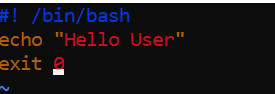 #! /bin/bash
echo "Hello User"
exit 0
~